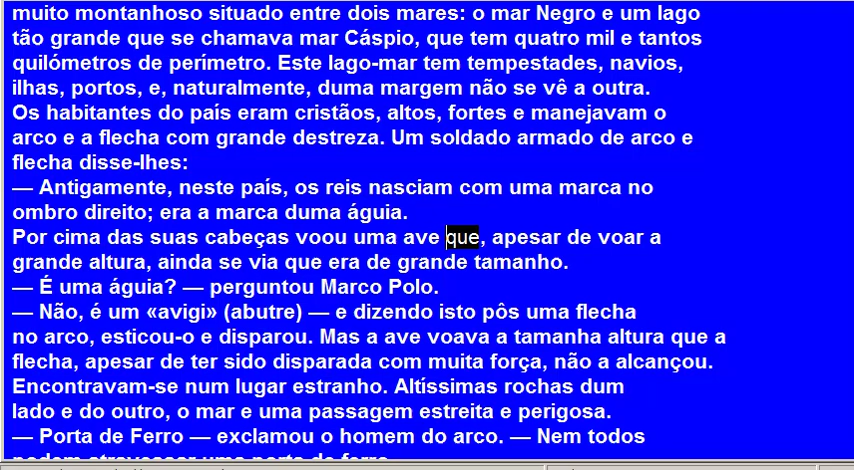 muito montanhoso situado entre dois mares: o mar Negro e um lago
tão grande que se chamava mar Cáspio, que tem quatro mil e tantos
quilómetros de perímetro. Este lago-mar tem tempestades, navios,
ilhas, portos, e, naturalmente, duma margem não se vê a outra.
Os habitantes do país eram cristãos, altos, fortes e manejavam o
arco e a flecha com grande destreza. Um soldado armado de arco e
flecha disse-lhes:
— Antigamente, neste país, os reis nasciam com uma marca no
ombro direito; era a marca duma águia.
Por cima das suas cabeças voou uma ave que, apesar de voar a
grande altura, ainda se via que era de grande tamanho.
— É uma águia? — perguntou Marco Polo.
— Não, é um «avigi» (abutre) — e dizendo isto pôs uma flecha
no arco, esticou-o e disparou. Mas a ave voava a tamanha altura que a
flecha, apesar de ter sido disparada com muita força, não a alcançou.
Encontravam-se num lugar estranho. Altíssimas rochas dum
lado e do outro, o mar e uma passagem estreita e perigosa.
— Porta de Ferro — exclamou o homem do arco. — Nem todos
podem atravessar uma porta de ferro